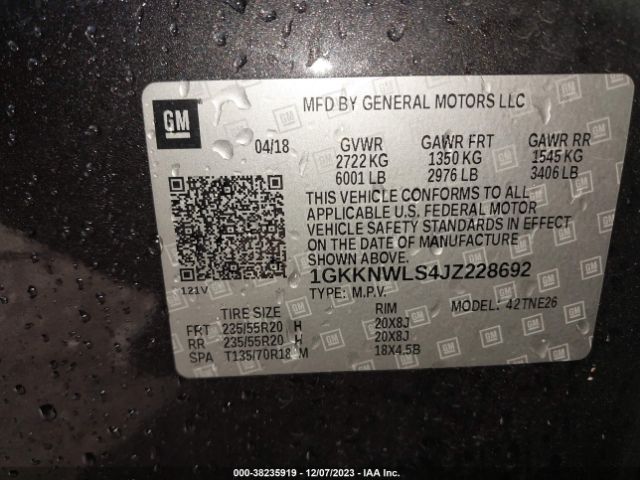 GM
MFD BY GENERAL MOTORS LLC
04/18 GVWR GAWR FRT GAWR RR
2722 KG 1350 KG 1545 KG
6001 LB 2976 LB 3406 LB
THIS VEHICLE CONFORMS TO ALL
APPLICABLE U.S. FEDERAL MOTOR
VEHICLE SAFETY STANDARDS IN EFFECT
ON THE DATE OF MANUFACTURE
SHOWN ABOVE.
121V
1GKKNWLS4JZ228692
TYPE: M.P.V.
MODEL: 42TNE26
TIRE SIZE RIM
FRT 235/55R20 H 20X8J
RR 235/55R20 H 20X8J
SPA T135/70R18 M 18X4.5B
000-38235919 - 12/07/2023 - IAA Inc.